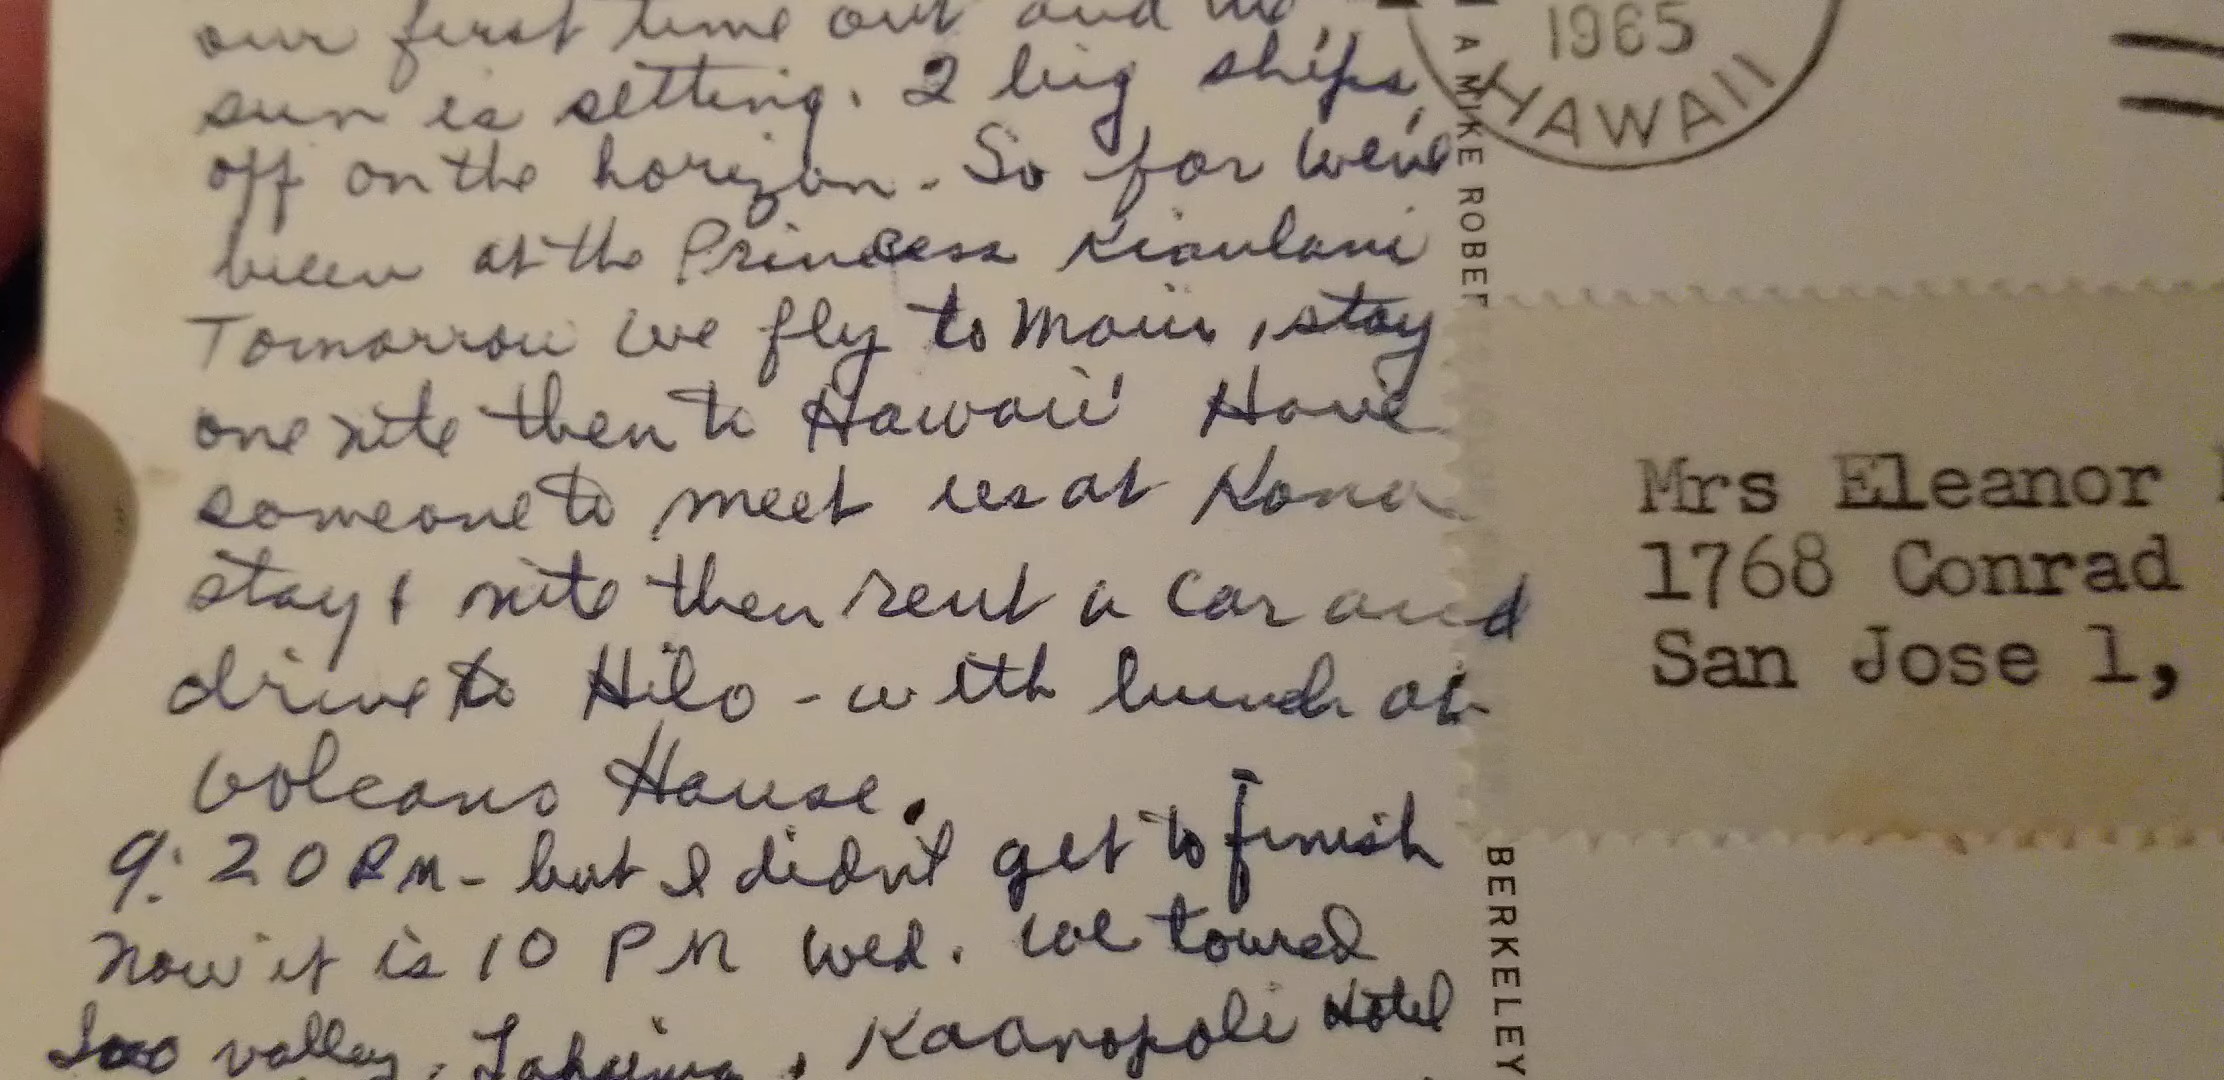 our first time out and the
sun is setting. 2 big ships,
off on the horizon. So far we've
been at the Princess Kiaulani
Tomorrow we fly to Maui, stay
one nite then to Hawaii' Have
someone to meet us at Kona
stay 1 nite then rent a car and
drive to Hilo - with lunch at
Volcano House.
9:20 PM - but I didn't get to finish
now it is 10 PM Wed. We toured
Iao valley, Lahaina, Kaanapali Hotel
1965
HAWAII
A MIKE ROBER
BERKELEY
Mrs Eleanor
1768 Conrad
San Jose 1,